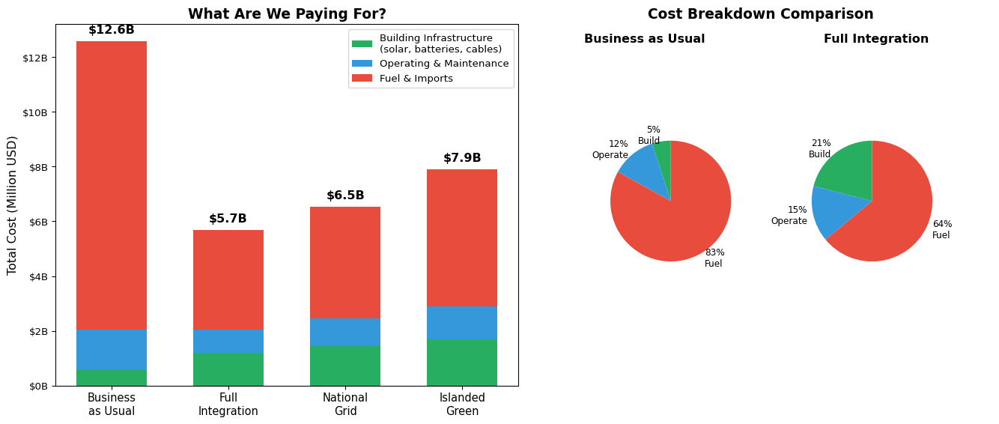 What Are We Paying For?
$12.6B
$5.7B
$6.5B
$7.9B
Building Infrastructure
(solar, batteries, cables)
Operating & Maintenance
Fuel & Imports
Total Cost (Million USD)
$12B
$10B
$8B
$6B
$4B
$2B
$0B
Business
as Usual
Full
Integration
National
Grid
Islanded
Green
Cost Breakdown Comparison
Business as Usual
5%
Build
12%
Operate
83%
Fuel
Full Integration
21%
Build
15%
Operate
64%
Fuel